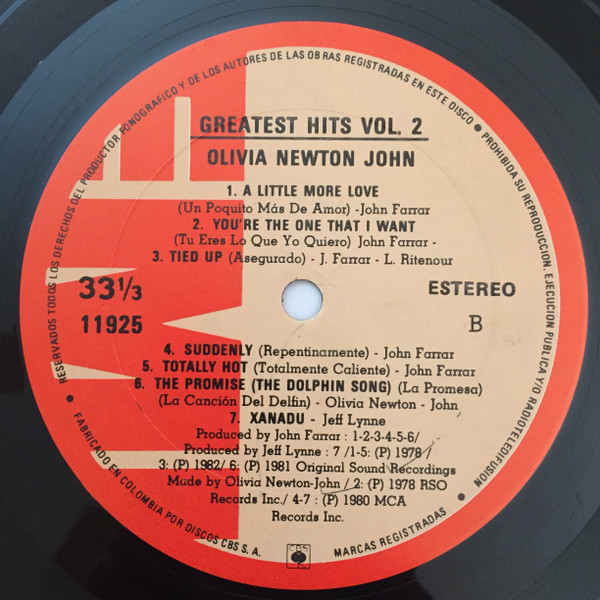 RESERVADOS TODOS LOS DERECHOS DEL PRODUCTOR FONOGRAFICO Y DE LOS AUTORES DE LAS OBRAS REGISTRADAS EN ESTE DISCO • PROHIBIDA SU REPRODUCCION, EJECUCION PUBLICA Y/O RADIOTELEDIFUSION
GREATEST HITS VOL. 2
OLIVIA NEWTON JOHN
1. A LITTLE MORE LOVE
(Un Poquito Más De Amor) -John Farrar
2. YOU'RE THE ONE THAT I WANT
(Tu Eres Lo Que Yo Quiero) John Farrar -
3. TIED UP (Asegurado) - J. Farrar - L. Ritenour
33 1/3
ESTEREO
11925
B
4. SUDDENLY (Repentinamente) - John Farrar
5. TOTALLY HOT (Totalmente Caliente) - John Farrar
6. THE PROMISE (THE DOLPHIN SONG) (La Promesa)
(La Canción Del Delfin) - Olivia Newton - John
7. XANADU - Jeff Lynne
Produced by John Farrar : 1-2-3-4-5-6/
Produced by Jeff Lynne : 7 /1-5: (P) 1978 /
3: (P) 1982/ 6: (P) 1981 Original Sound Recordings
Made by Olivia Newton-John / 2: (P) 1978 RSO
Records Inc./ 4-7 : (P) 1980 MCA
Records Inc.
CBS
FABRICADO EN COLOMBIA POR DISCOS CBS S. A.
MARCAS REGISTRADAS